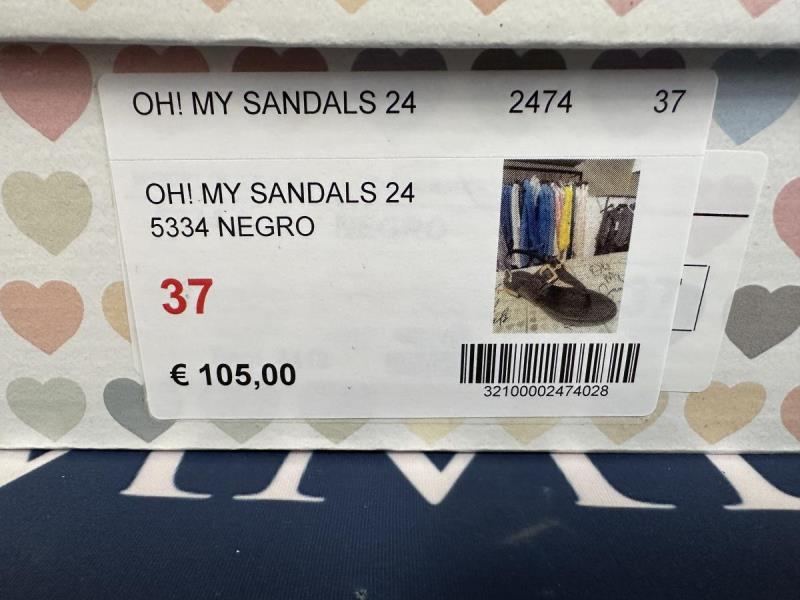 OH! MY SANDALS 24 2474 37
OH! MY SANDALS 24
5334 NEGRO
37
€ 105,00
32100002474028